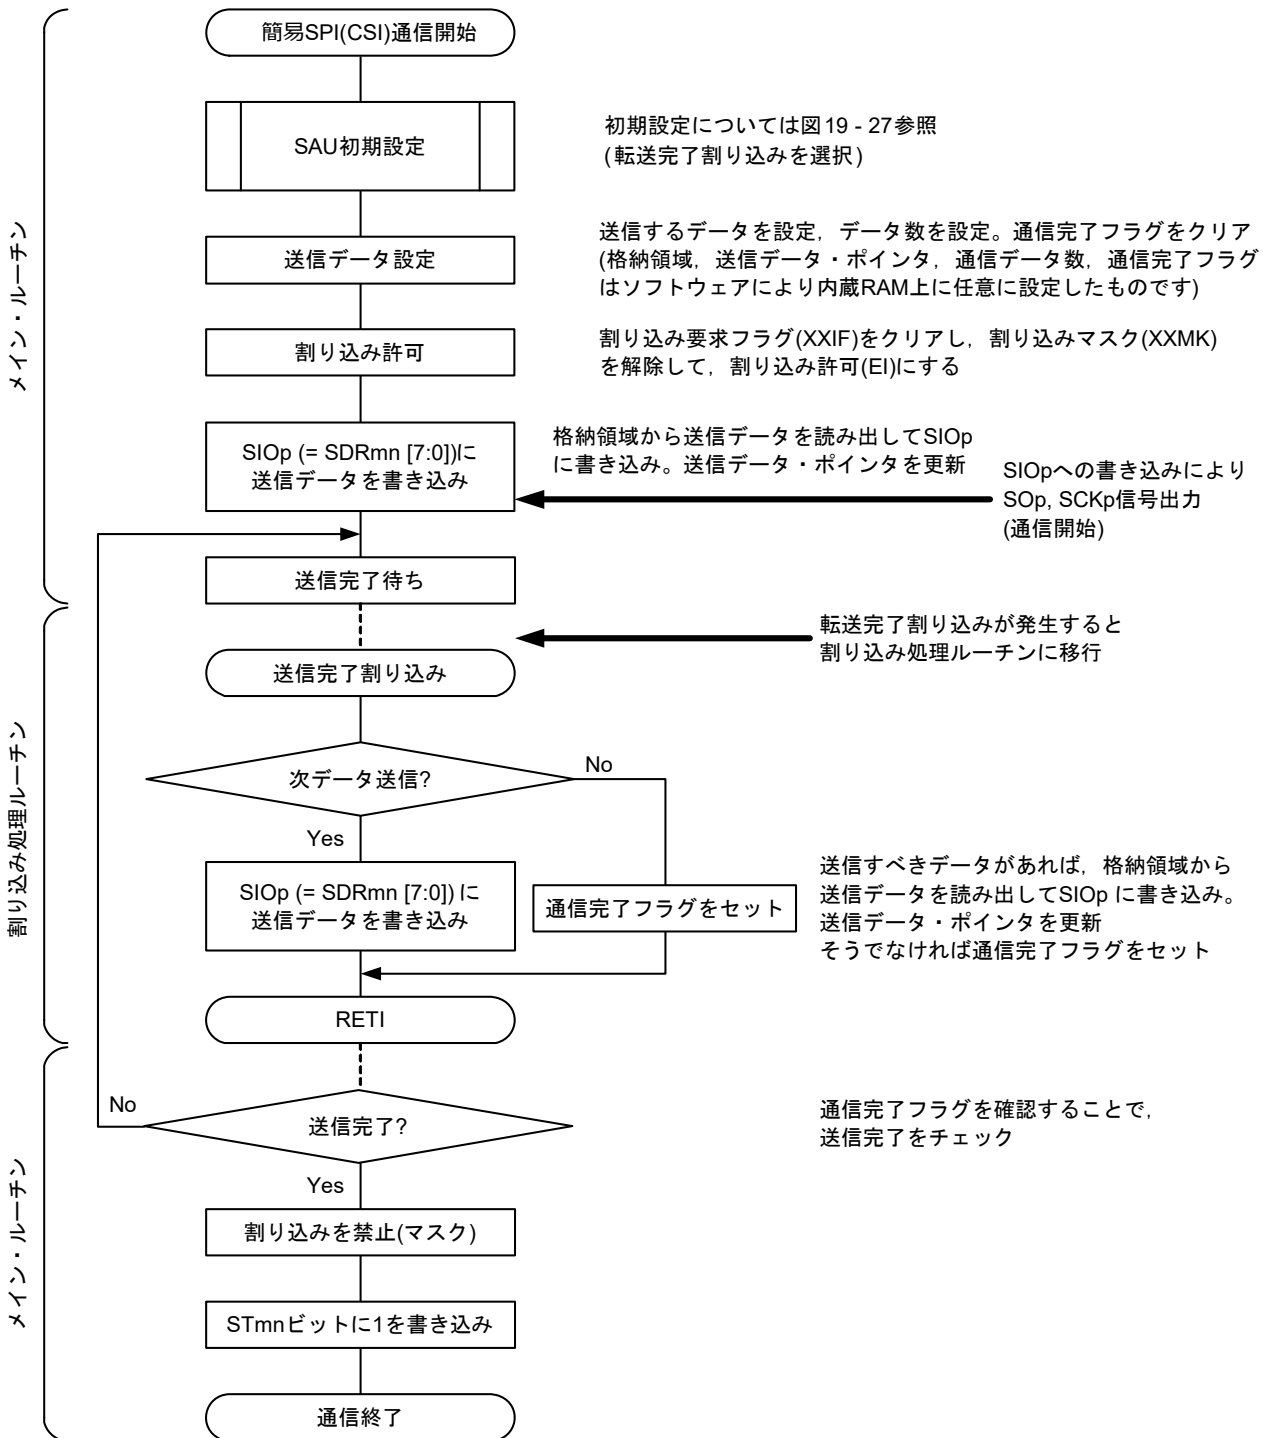 簡易SPI(CSI)通信開始
SAU初期設定
初期設定については図19 - 27参照
(転送完了割り込みを選択)
送信データ設定
送信するデータを設定，データ数を設定。通信完了フラグをクリア
(格納領域，送信データ・ポインタ，通信データ数，通信完了フラグ
はソフトウェアにより内蔵RAM上に任意に設定したものです)
メイン・ルーチン
割り込み許可
割り込み要求フラグ(XXIF)をクリアし，割り込みマスク(XXMK)
を解除して，割り込み許可(EI)にする
SIOp (= SDRmn [7:0])に
送信データを書き込み
格納領域から送信データを読み出してSIOp
に書き込み。送信データ・ポインタを更新
SIOpへの書き込みにより
SOp, SCKp信号出力
(通信開始)
送信完了待ち
転送完了割り込みが発生すると
割り込み処理ルーチンに移行
送信完了割り込み
割り込み処理ルーチン
次データ送信?
No
Yes
SIOp (= SDRmn [7:0]) に
送信データを書き込み
通信完了フラグをセット
送信すべきデータがあれば，格納領域から
送信データを読み出してSIOp に書き込み。
送信データ・ポインタを更新
そうでなければ通信完了フラグをセット
RETI
No
送信完了?
通信完了フラグを確認することで，
送信完了をチェック
Yes
メイン・ルーチン
割り込みを禁止(マスク)
STmnビットに1を書き込み
通信終了